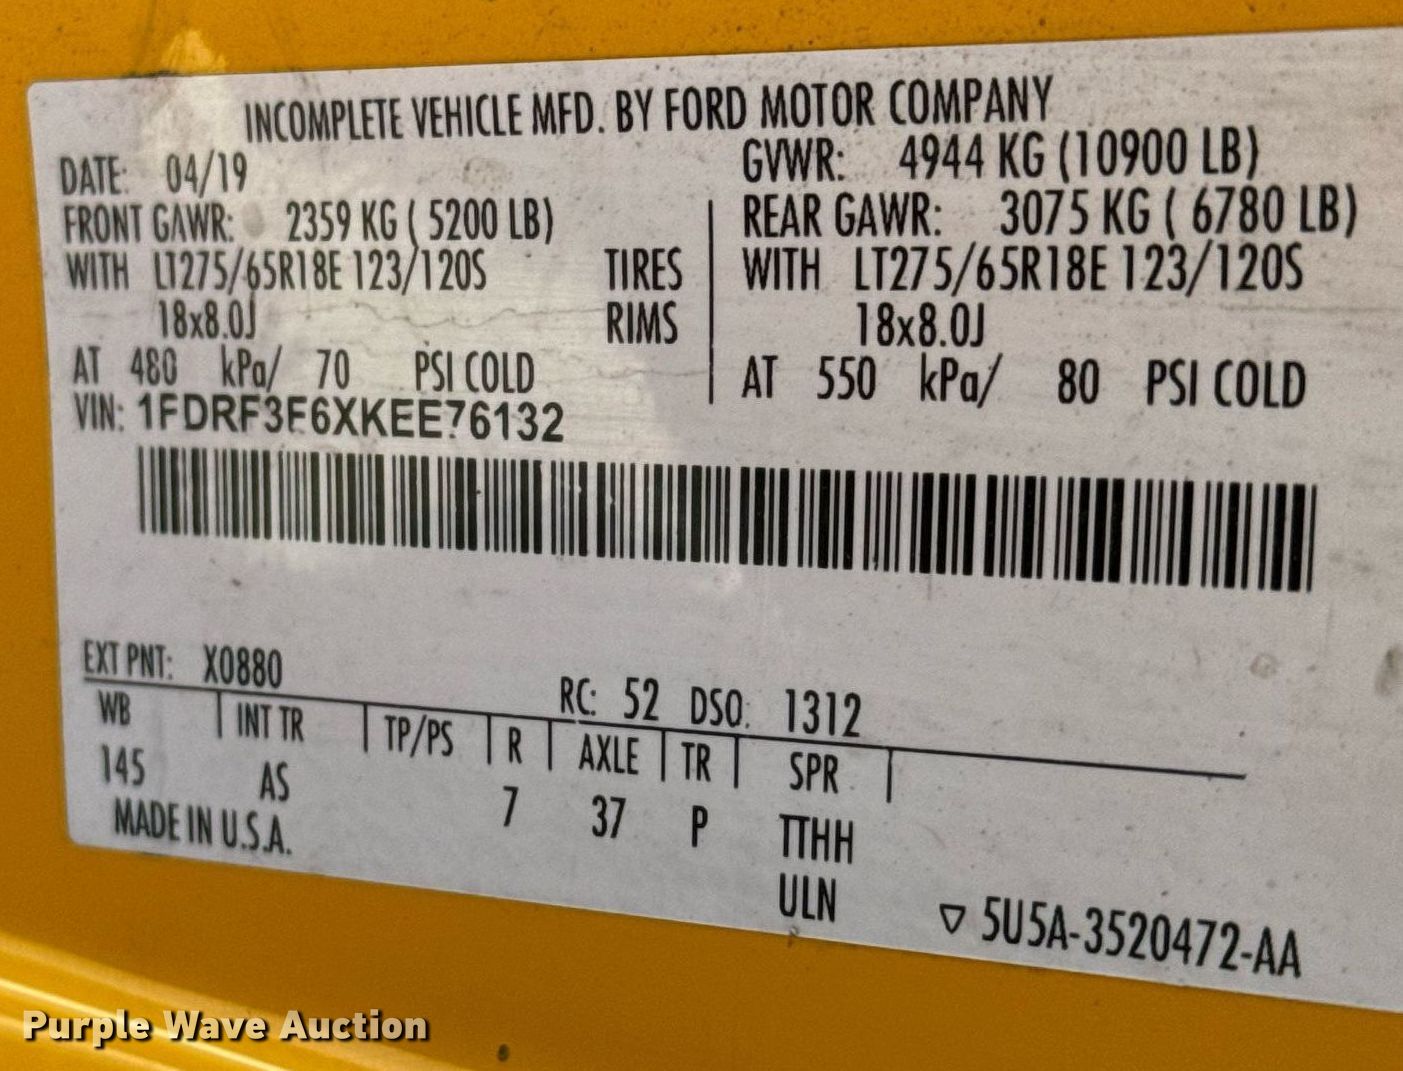 INCOMPLETE VEHICLE MFD. BY FORD MOTOR COMPANY
DATE: 04/19 GVWR: 4944 KG (10900 LB)
FRONT GAWR: 2359 KG ( 5200 LB) REAR GAWR: 3075 KG ( 6780 LB)
WITH LT275/65R18E 123/120S TIRES WITH LT275/65R18E 123/120S
18x8.0J RIMS 18x8.0J
AT 480 kPa/ 70 PSI COLD AT 550 kPa/ 80 PSI COLD
VIN: 1FDRF3F6XKEE76132
EXT PNT: X0880 RC: 52 DSO: 1312
WB INT TR TP/PS R AXLE TR SPR
145 AS 7 37 P TTHH
MADE IN U.S.A. ULN
▽ 5U5A-3520472-AA
Purple Wave Auction